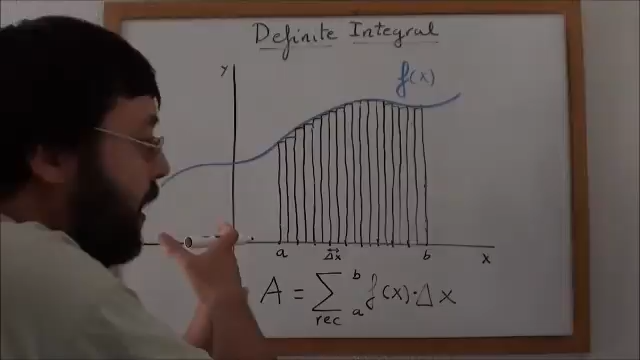 Definite Integral
y
f(x)
a Δx b x
A = ∑ rec a b f(x)·Δx